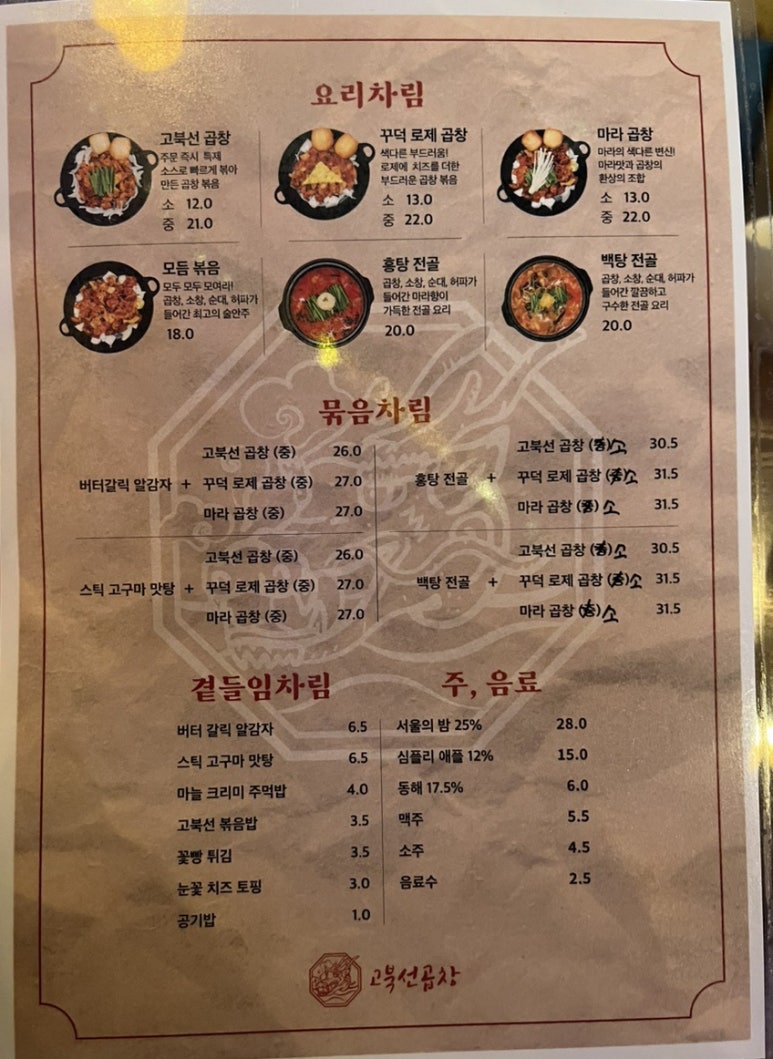 요리차림
고북선 곱창
주문 즉시 특제
소스로 빠르게 볶아
만든 곱창 볶음
소 12.0
중 21.0
꾸덕 로제 곱창
색다른 부드러움!
로제에 치즈를 더한
부드러운 곱창 볶음
소 13.0
중 22.0
마라 곱창
마라의 색다른 변신!
마라맛과 곱창의
환상의 조합
소 13.0
중 22.0
모듬 볶음
모두 모두 모여라!
곱창, 소창, 순대, 허파가
들어간 최고의 술안주
18.0
홍탕 전골
곱창, 소창, 순대, 허파가
들어간 마라향이
가득한 전골 요리
20.0
백탕 전골
곱창, 소창, 순대, 허파가
들어간 깔끔하고
구수한 전골 요리
20.0
묶음차림
고북선 곱창 (중) 26.0
버터갈릭 알감자 + 꾸덕 로제 곱창 (중) 27.0
마라 곱창 (중) 27.0
고북선 곱창 (중) 소 30.5
홍탕 전골 + 꾸덕 로제 곱창 (중) 소 31.5
마라 곱창 (중) 소 31.5
고북선 곱창 (중) 26.0
스틱 고구마 맛탕 + 꾸덕 로제 곱창 (중) 27.0
마라 곱창 (중) 27.0
고북선 곱창 (중) 소 30.5
백탕 전골 + 꾸덕 로제 곱창 (중) 소 31.5
마라 곱창 (중) 소 31.5
곁들임차림
버터 갈릭 알감자 6.5
스틱 고구마 맛탕 6.5
마늘 크리미 주먹밥 4.0
고북선 볶음밥 3.5
꽃빵 튀김 3.5
눈꽃 치즈 토핑 3.0
공기밥 1.0
주, 음료
서울의 밤 25% 28.0
심플리 애플 12% 15.0
동해 17.5% 6.0
맥주 5.5
소주 4.5
음료수 2.5
고북선곱창